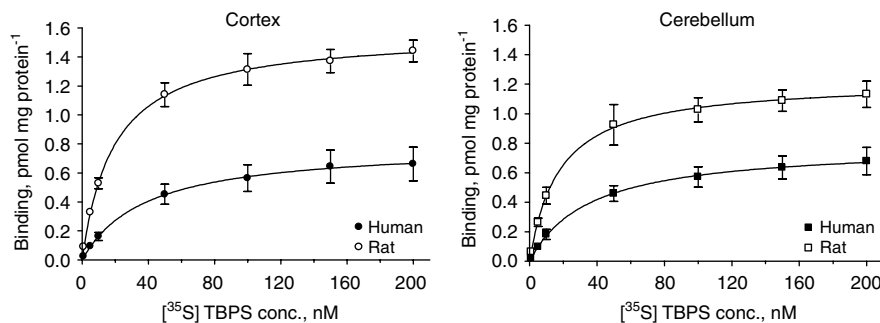 Cortex
Binding, pmol mg protein⁻¹
1.6
1.4
1.2
1.0
0.8
0.6
0.4
0.2
0.0
Human
Rat
0 40 80 120 160 200
[³⁵S] TBPS conc., nM
Cerebellum
Binding, pmol mg protein⁻¹
1.6
1.4
1.2
1.0
0.8
0.6
0.4
0.2
0.0
Human
Rat
0 40 80 120 160 200
[³⁵S] TBPS conc., nM